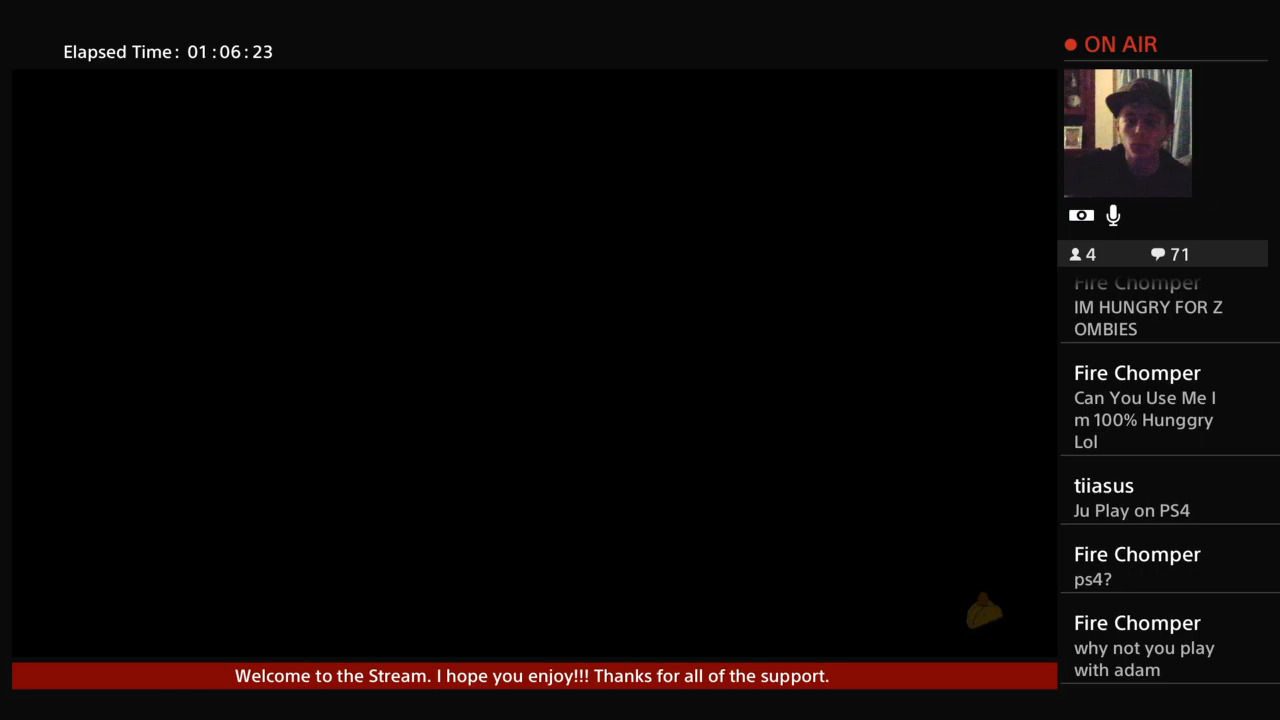 Elapsed Time: 01:06:23
ON AIR
4
71
Fire Chomper
IM HUNGRY FOR Z
OMBIES
Fire Chomper
Can You Use Me I
m 100% Hunggry
Lol
tiiasus
Ju Play on PS4
Fire Chomper
ps4?
Fire Chomper
why not you play
with adam
Welcome to the Stream. I hope you enjoy!!! Thanks for all of the support.